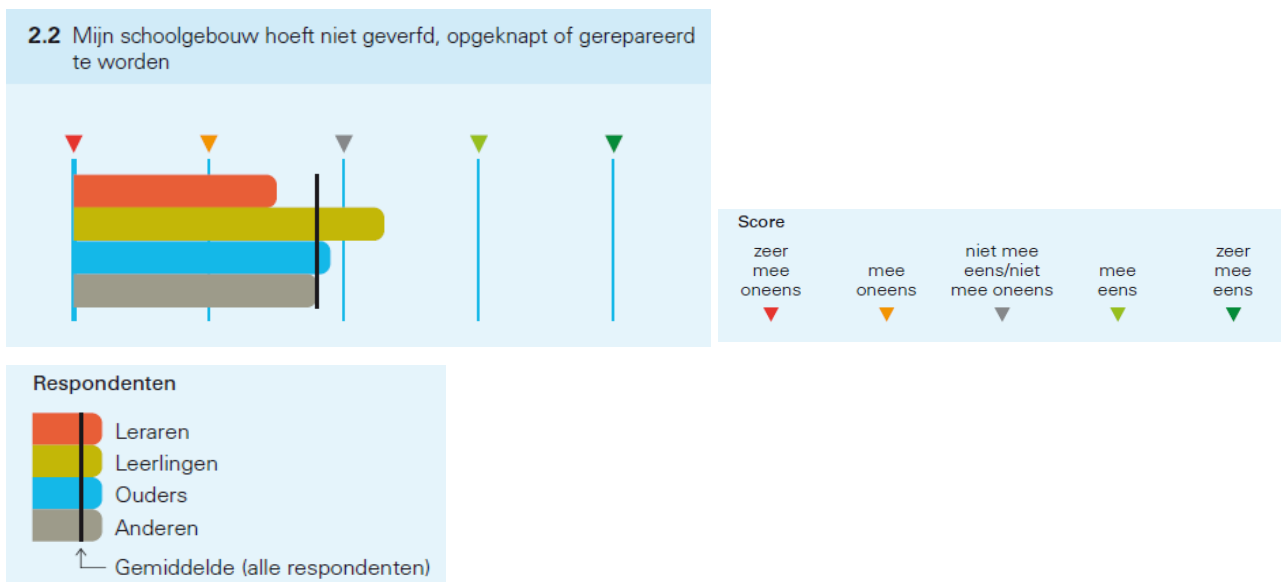 2.2 Mijn schoolgebouw hoeft niet geverfd, opgeknapt of gerepareerd
te worden
Score
zeer
mee
oneens
mee
oneens
niet mee
eens/niet
mee oneens
mee
eens
zeer
mee
eens
Respondenten
Leraren
Leerlingen
Ouders
Anderen
Gemiddelde (alle respondenten)